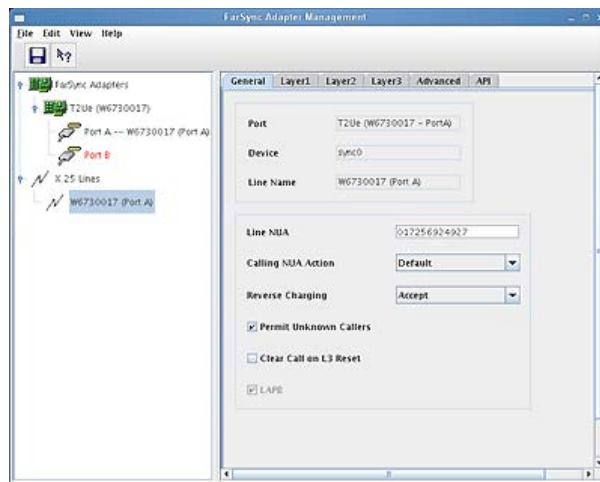 FarSync Adapter Management
File Edit View Help
FarSync Adapters
T2Ue (W6730017)
Port A -- W6730017 (Port A)
Port B
X.25 Lines
W6730017 (Port A)
General Layer1 Layer2 Layer3 Advanced API
Port T2Ue (W6730017 - PortA)
Device sync0
Line Name W6730017 (Port A)
Line NUA 017256924927
Calling NUA Action Default
Reverse Charging Accept
Permit Unknown Callers
Clear Call on L3 Reset
LAPB